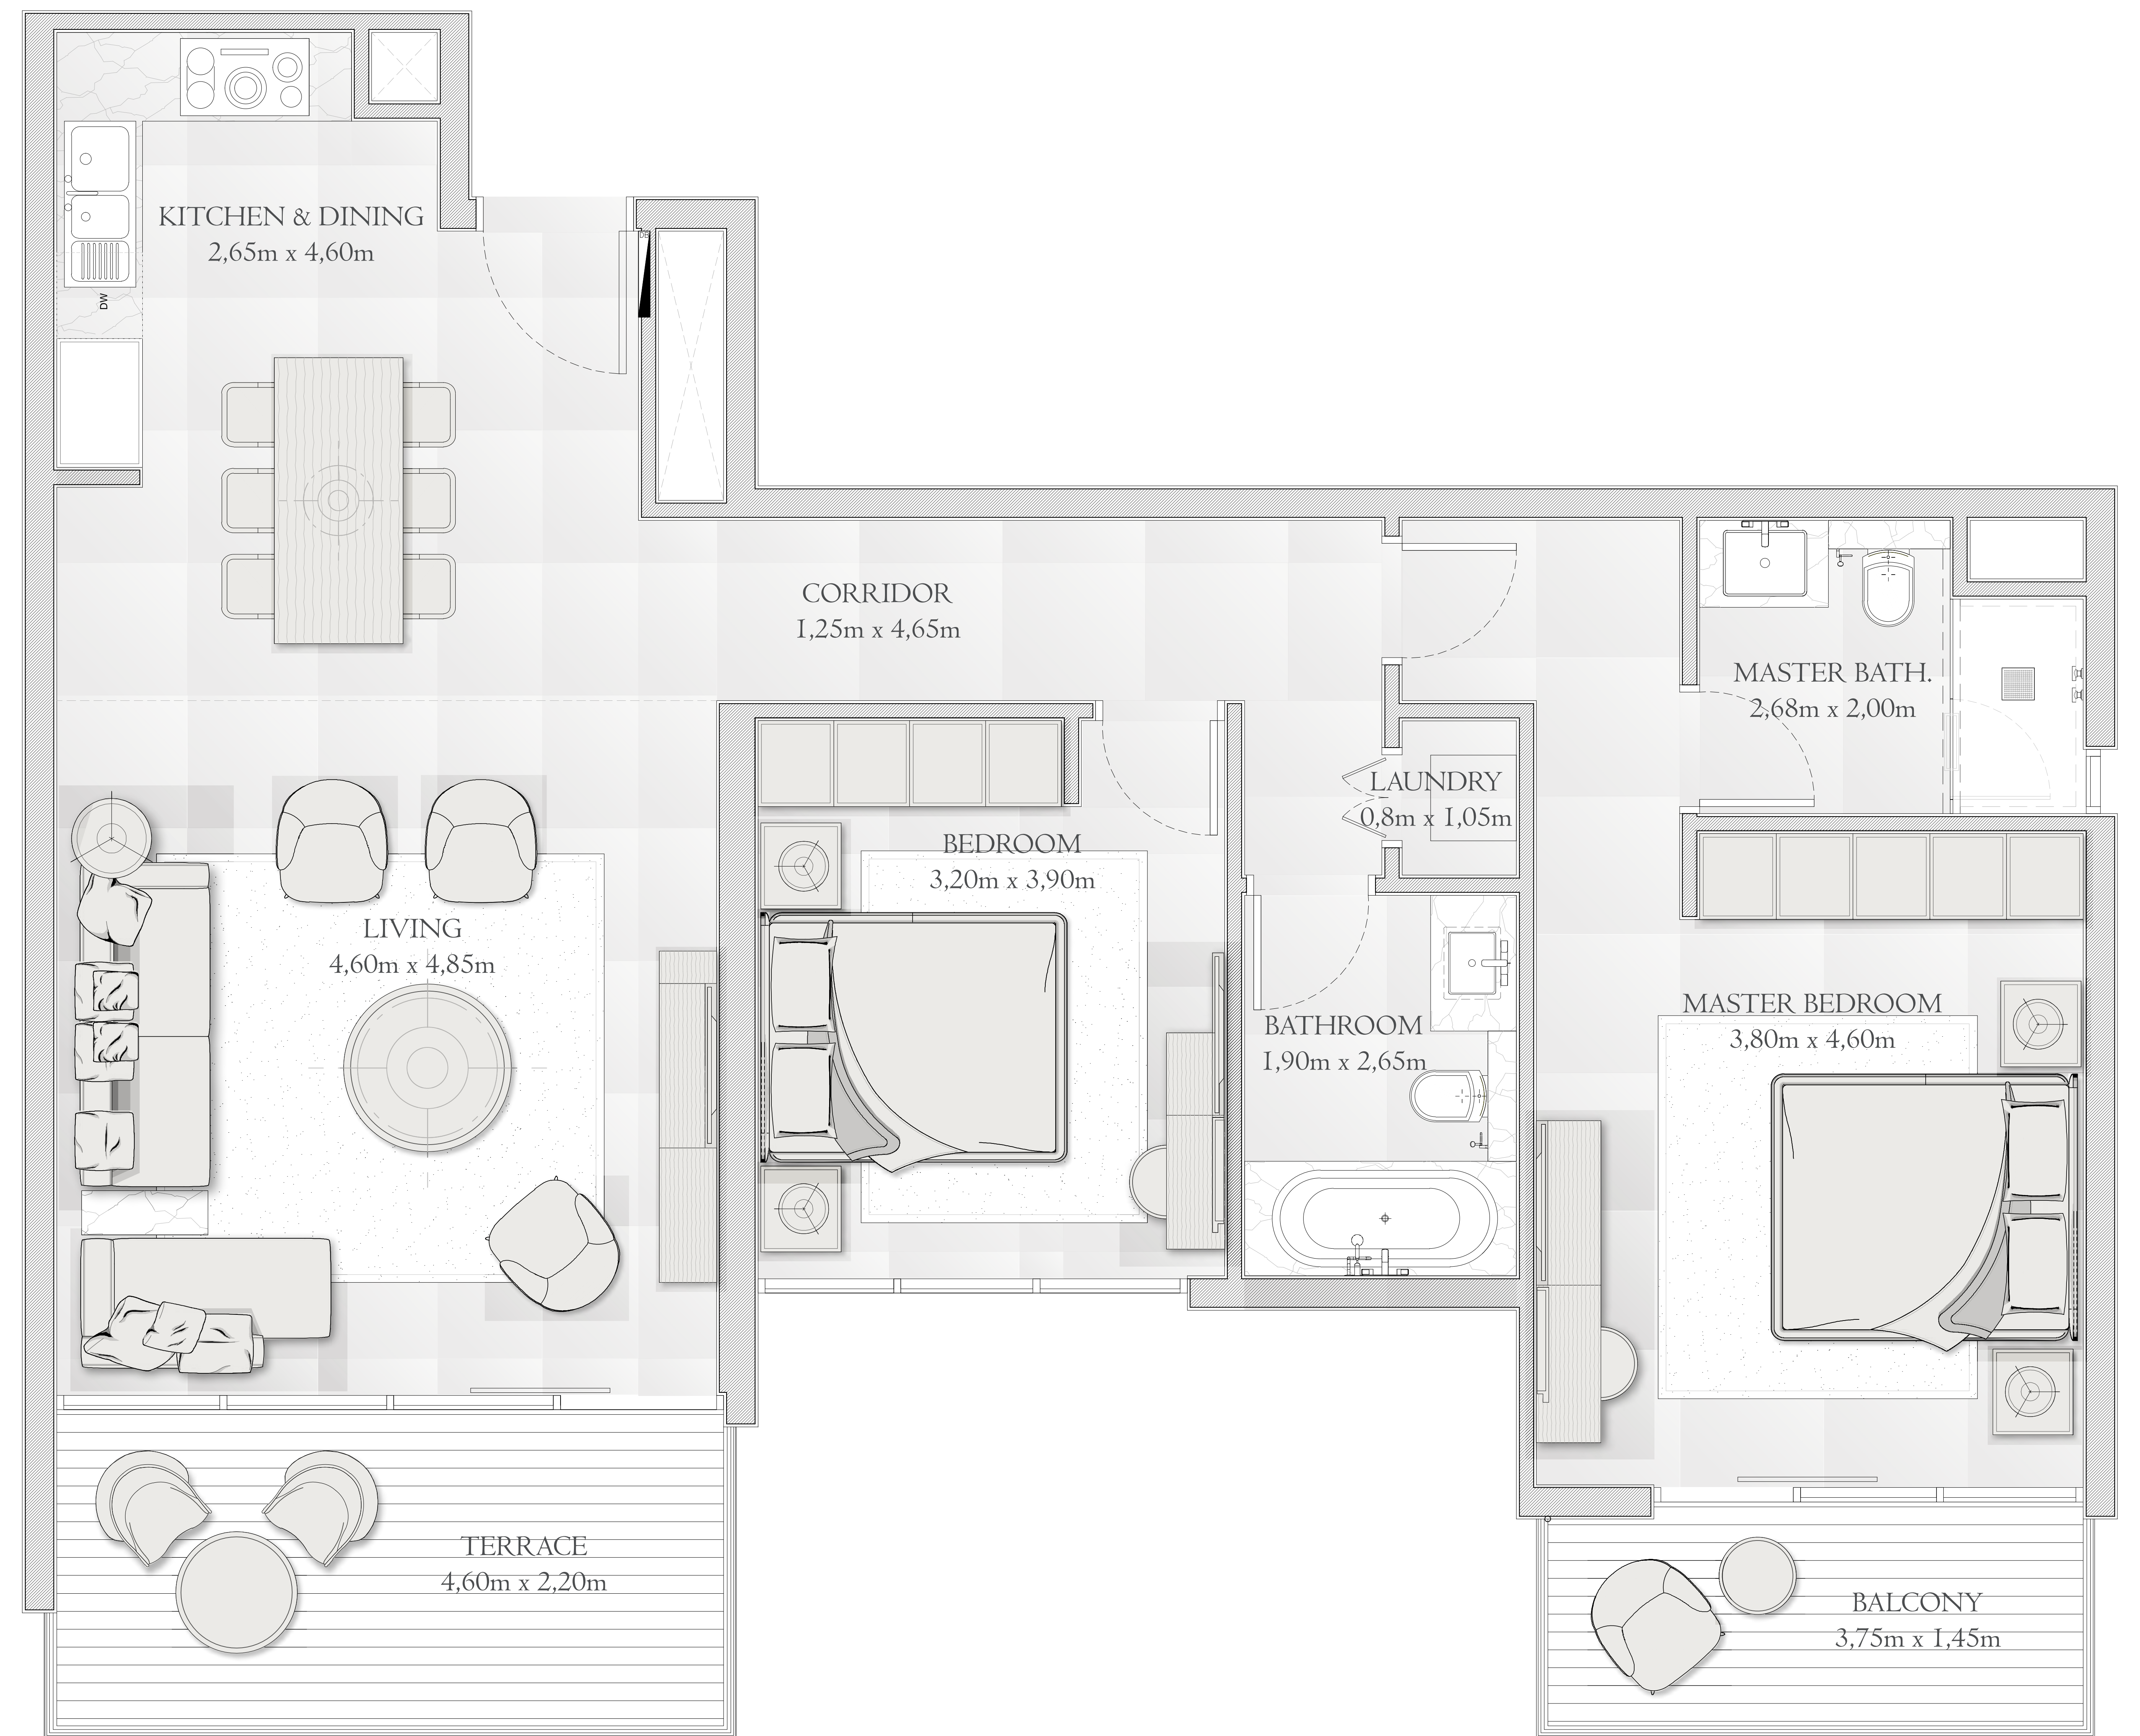 KITCHEN & DINING
2,65m x 4,60m
DW
CORRIDOR
1,25m x 4,65m
MASTER BATH.
2,68m x 2,00m
LAUNDRY
0,8m x 1,05m
BEDROOM
3,20m x 3,90m
LIVING
4,60m x 4,85m
MASTER BEDROOM
3,80m x 4,60m
BATHROOM
1,90m x 2,65m
TERRACE
4,60m x 2,20m
BALCONY
3,75m x 1,45m